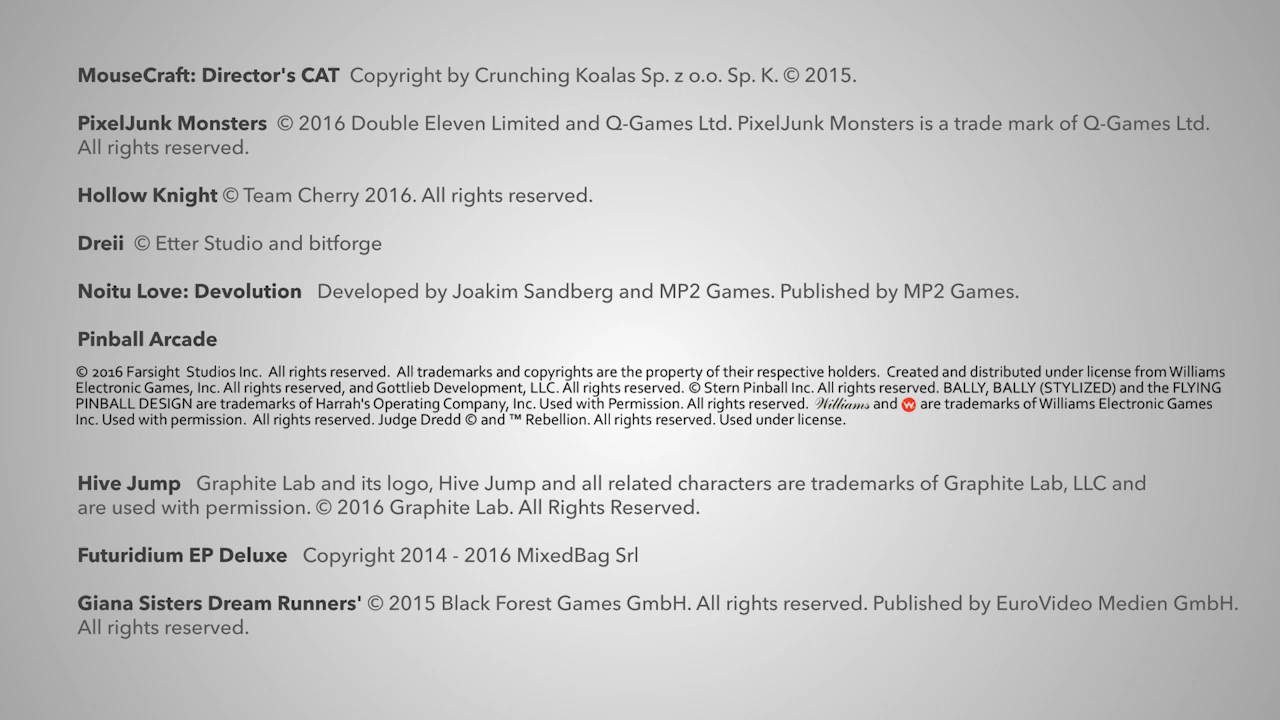 MouseCraft: Director's CAT Copyright by Crunching Koalas Sp. z o.o. Sp. K. © 2015.
PixelJunk Monsters © 2016 Double Eleven Limited and Q-Games Ltd. PixelJunk Monsters is a trade mark of Q-Games Ltd.
All rights reserved.
Hollow Knight © Team Cherry 2016. All rights reserved.
Dreii © Etter Studio and bitforge
Noitu Love: Devolution Developed by Joakim Sandberg and MP2 Games. Published by MP2 Games.
Pinball Arcade
© 2016 Farsight Studios Inc. All rights reserved. All trademarks and copyrights are the property of their respective holders. Created and distributed under license from Williams
Electronic Games, Inc. All rights reserved, and Gottlieb Development, LLC. All rights reserved. © Stern Pinball Inc. All rights reserved. BALLY, BALLY (STYLIZED) and the FLYING
PINBALL DESIGN are trademarks of Harrah's Operating Company, Inc. Used with Permission. All rights reserved. Williams and W are trademarks of Williams Electronic Games
Inc. Used with permission. All rights reserved. Judge Dredd © and ™ Rebellion. All rights reserved. Used under license.
Hive Jump Graphite Lab and its logo, Hive Jump and all related characters are trademarks of Graphite Lab, LLC and
are used with permission. © 2016 Graphite Lab. All Rights Reserved.
Futuridium EP Deluxe Copyright 2014 - 2016 MixedBag Srl
Giana Sisters Dream Runners' © 2015 Black Forest Games GmbH. All rights reserved. Published by EuroVideo Medien GmbH.
All rights reserved.